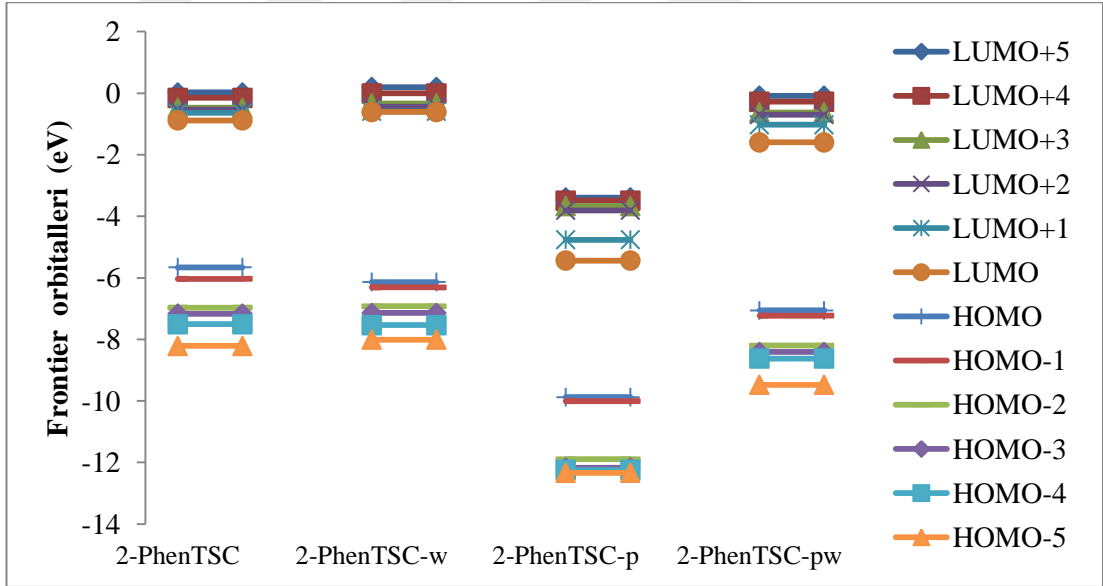 Frontier orbitalleri (eV)
2
0
-2
-4
-6
-8
-10
-12
-14
2-PhenTSC
2-PhenTSC-w
2-PhenTSC-p
2-PhenTSC-pw
LUMO+5
LUMO+4
LUMO+3
LUMO+2
LUMO+1
LUMO
HOMO
HOMO-1
HOMO-2
HOMO-3
HOMO-4
HOMO-5